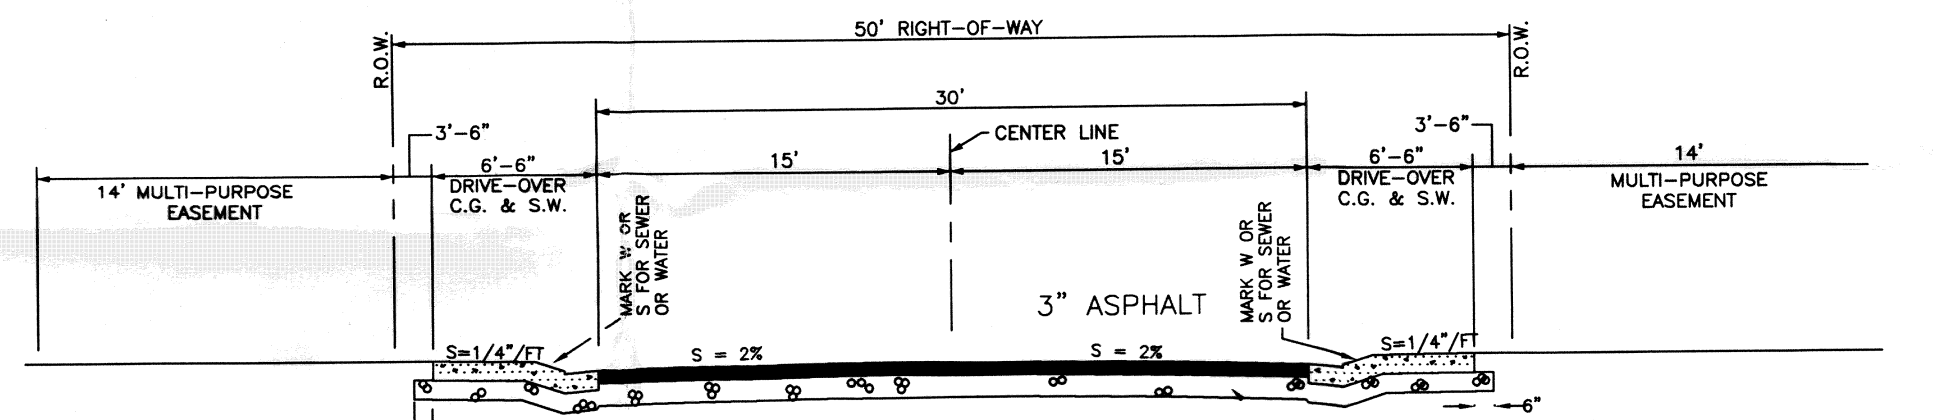 50' RIGHT-OF-WAY
R.O.W.
R.O.W.
30'
3'-6"
CENTER LINE
3'-6"
6'-6"
15'
15'
6'-6"
14'
14' MULTI-PURPOSE
EASEMENT
DRIVE-OVER
C.G. & S.W.
DRIVE-OVER
C.G. & S.W.
MULTI-PURPOSE
EASEMENT
MARK W OR
S FOR SEWER
OR WATER
MARK W OR
S FOR SEWER
OR WATER
3" ASPHALT
S=1/4"/FT
S = 2%
S = 2%
S=1/4"/FT
6"